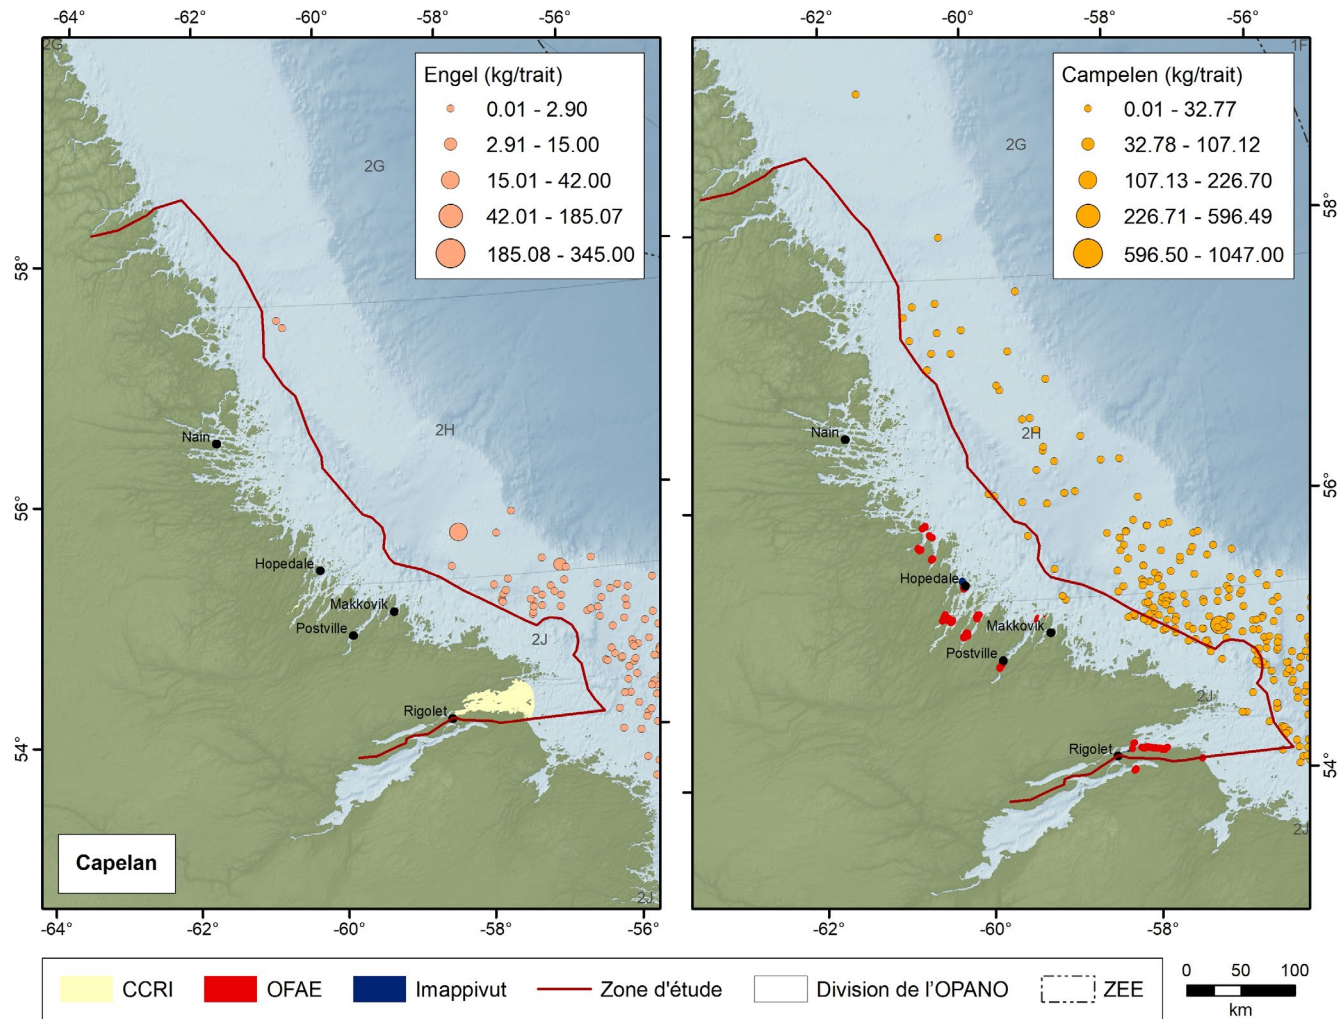 -64°
-62°
-60°
-58°
-56°
2G
Engel (kg/trait)
0.01 - 2.90
2.91 - 15.00
15.01 - 42.00
42.01 - 185.07
185.08 - 345.00
2G
58°
2H
Nain
56°
Hopedale
Makkovik
Postville
2J
Rigolet
54°
Capelan
2J
-64°
-62°
-60°
-58°
-56°
-62°
-60°
-58°
-56°
1F
Campelen (kg/trait)
0.01 - 32.77
32.78 - 107.12
107.13 - 226.70
226.71 - 596.49
596.50 - 1047.00
2G
58°
2H
Nain
56°
Hopedale
Makkovik
Postville
2J
Rigolet
54°
2J
-62°
-60°
-58°
-56°
CCRI
OFAE
Imappivut
Zone d'étude
Division de l’OPANO
ZEE
0 50 100
km